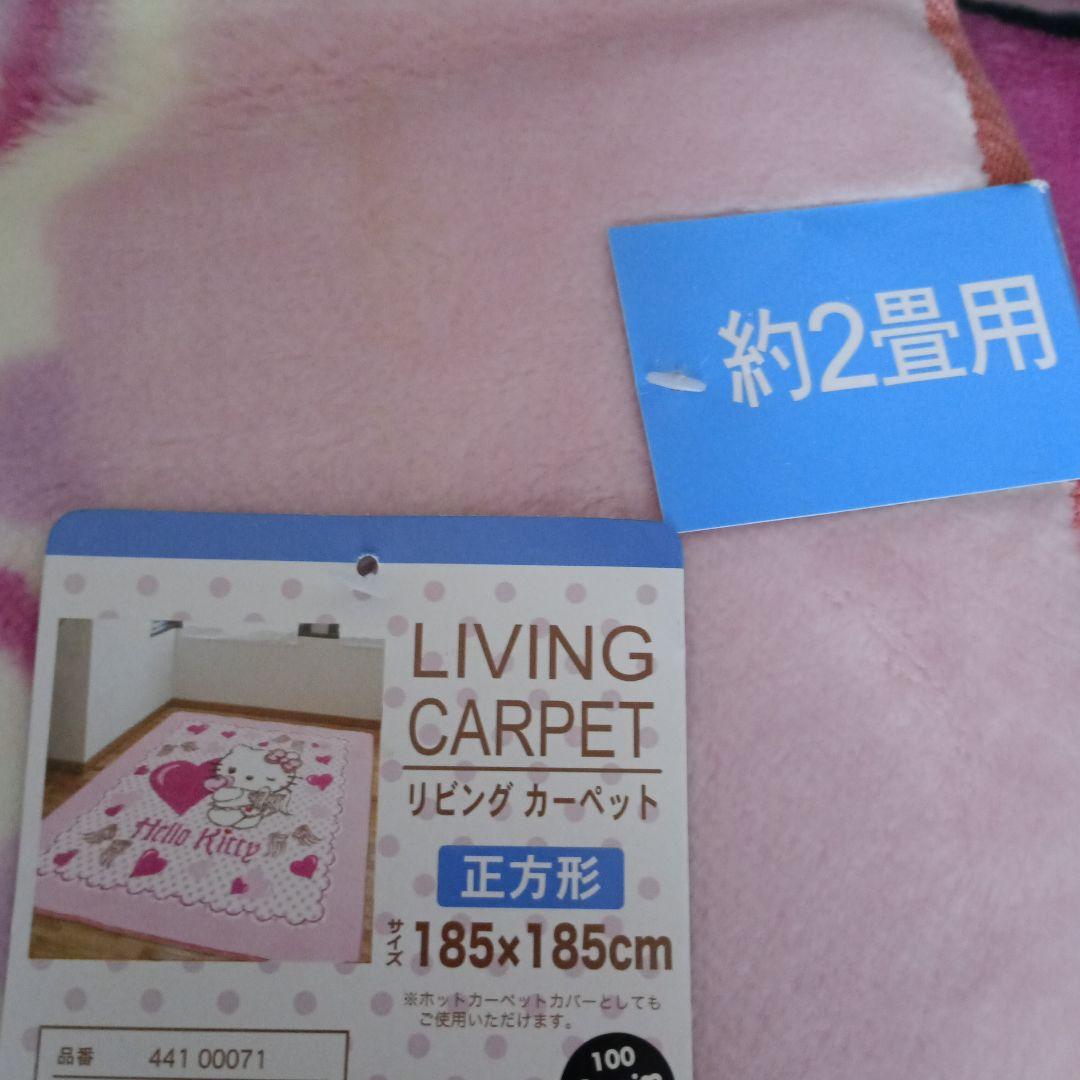 約2畳用
LIVING
CARPET
リビング カーペット
正方形
サイズ 185×185cm
※ホットカーペットカバーとしても
ご使用いただけます。
Hello Kitty
品番 441 00071
100